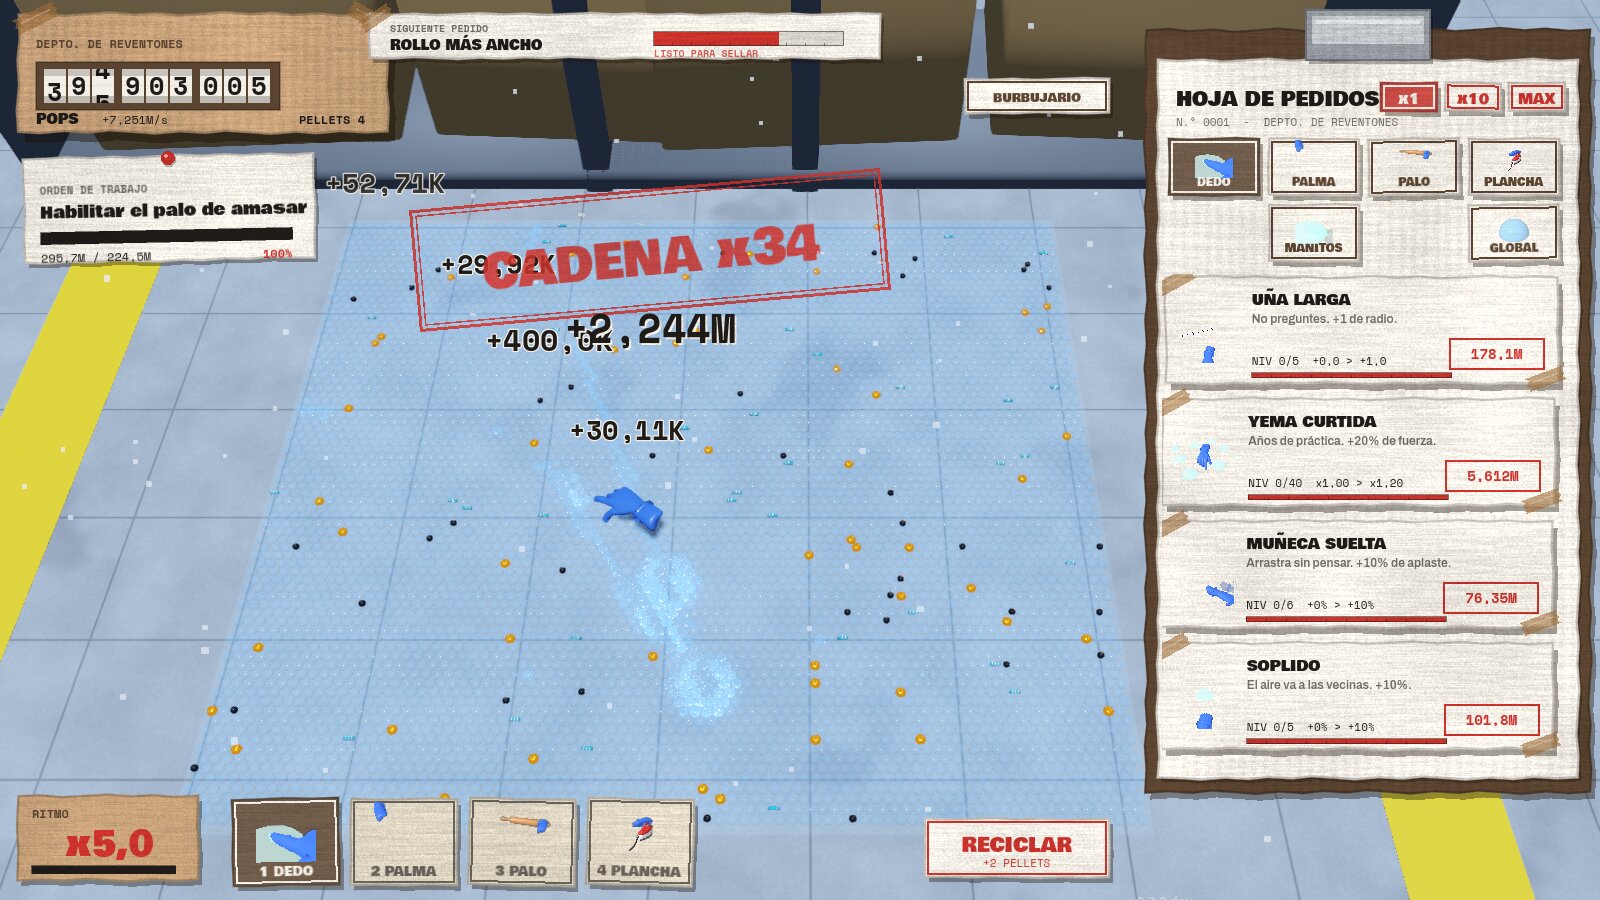 DEPTO. DE REVENTONES
903 005
POPS +7,251M/s PELLETS 4
SIGUIENTE PEDIDO
ROLLO MÁS ANCHO
LISTO PARA SELLAR
BURBUJARIO
ORDEN DE TRABAJO
Habilitar el palo de amasar
295,7M / 224,5M 100%
+52,71K
CADENA x34
+29,92K
+400,0K
+2,244M
+30,11K
HOJA DE PEDIDOS x1 x10 MAX
N.° 0001 - DEPTO. DE REVENTONES
DEDO PALMA PALO PLANCHA
MANITOS GLOBAL
UÑA LARGA
No preguntes. +1 de radio.
NIV 0/5 +0,0 > +1,0 178,1M
YEMA CURTIDA
Años de práctica. +20% de fuerza.
NIV 0/40 x1,00 > x1,20 5,612M
MUÑECA SUELTA
Arrastra sin pensar. +10% de aplaste.
NIV 0/6 +0% > +10% 76,35M
SOPLIDO
El aire va a las vecinas. +10%.
NIV 0/5 +0% > +10% 101,8M
RITMO
x5,0
1 DEDO 2 PALMA 3 PALO 4 PLANCHA
RECICLAR
+2 PELLETS